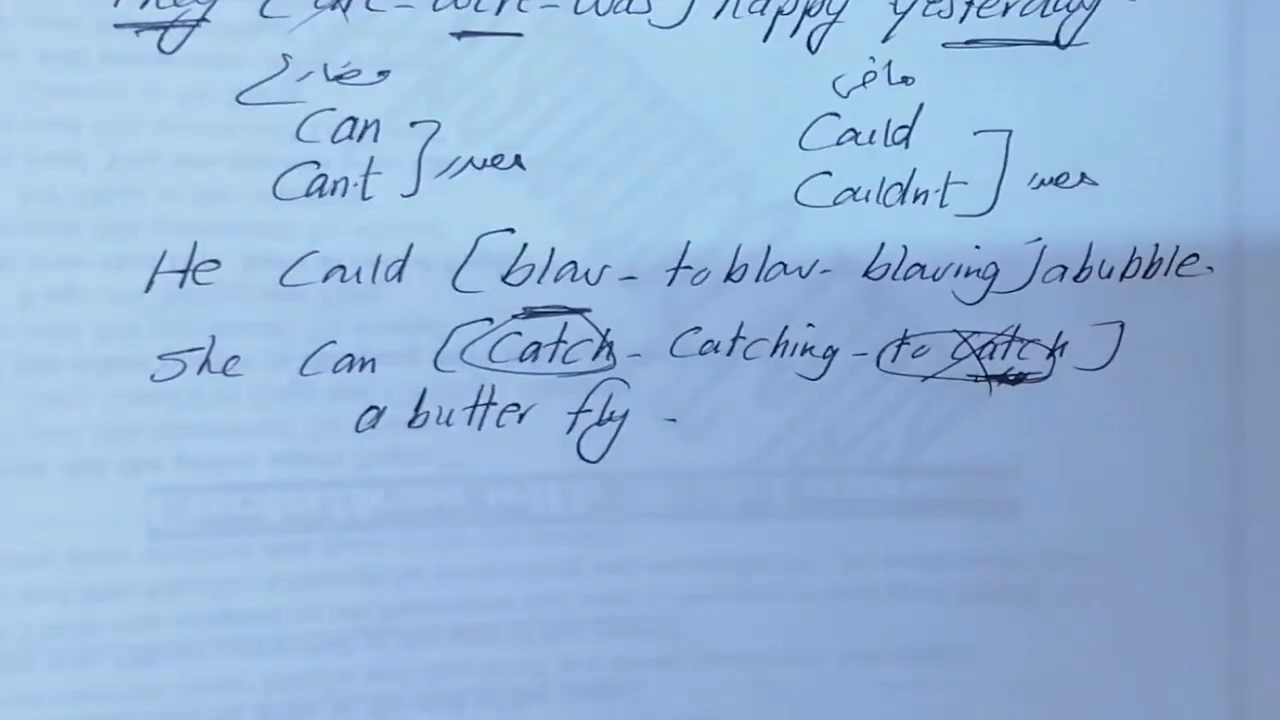 They [are - were - was] happy yesterday.
مضارع ماضى
Can Could
Can't ] مصدر Couldn't ] مصدر
He Could [blow - to blow - blowing] a bubble.
She Can [Catch - Catching - to catch]
a butter fly.